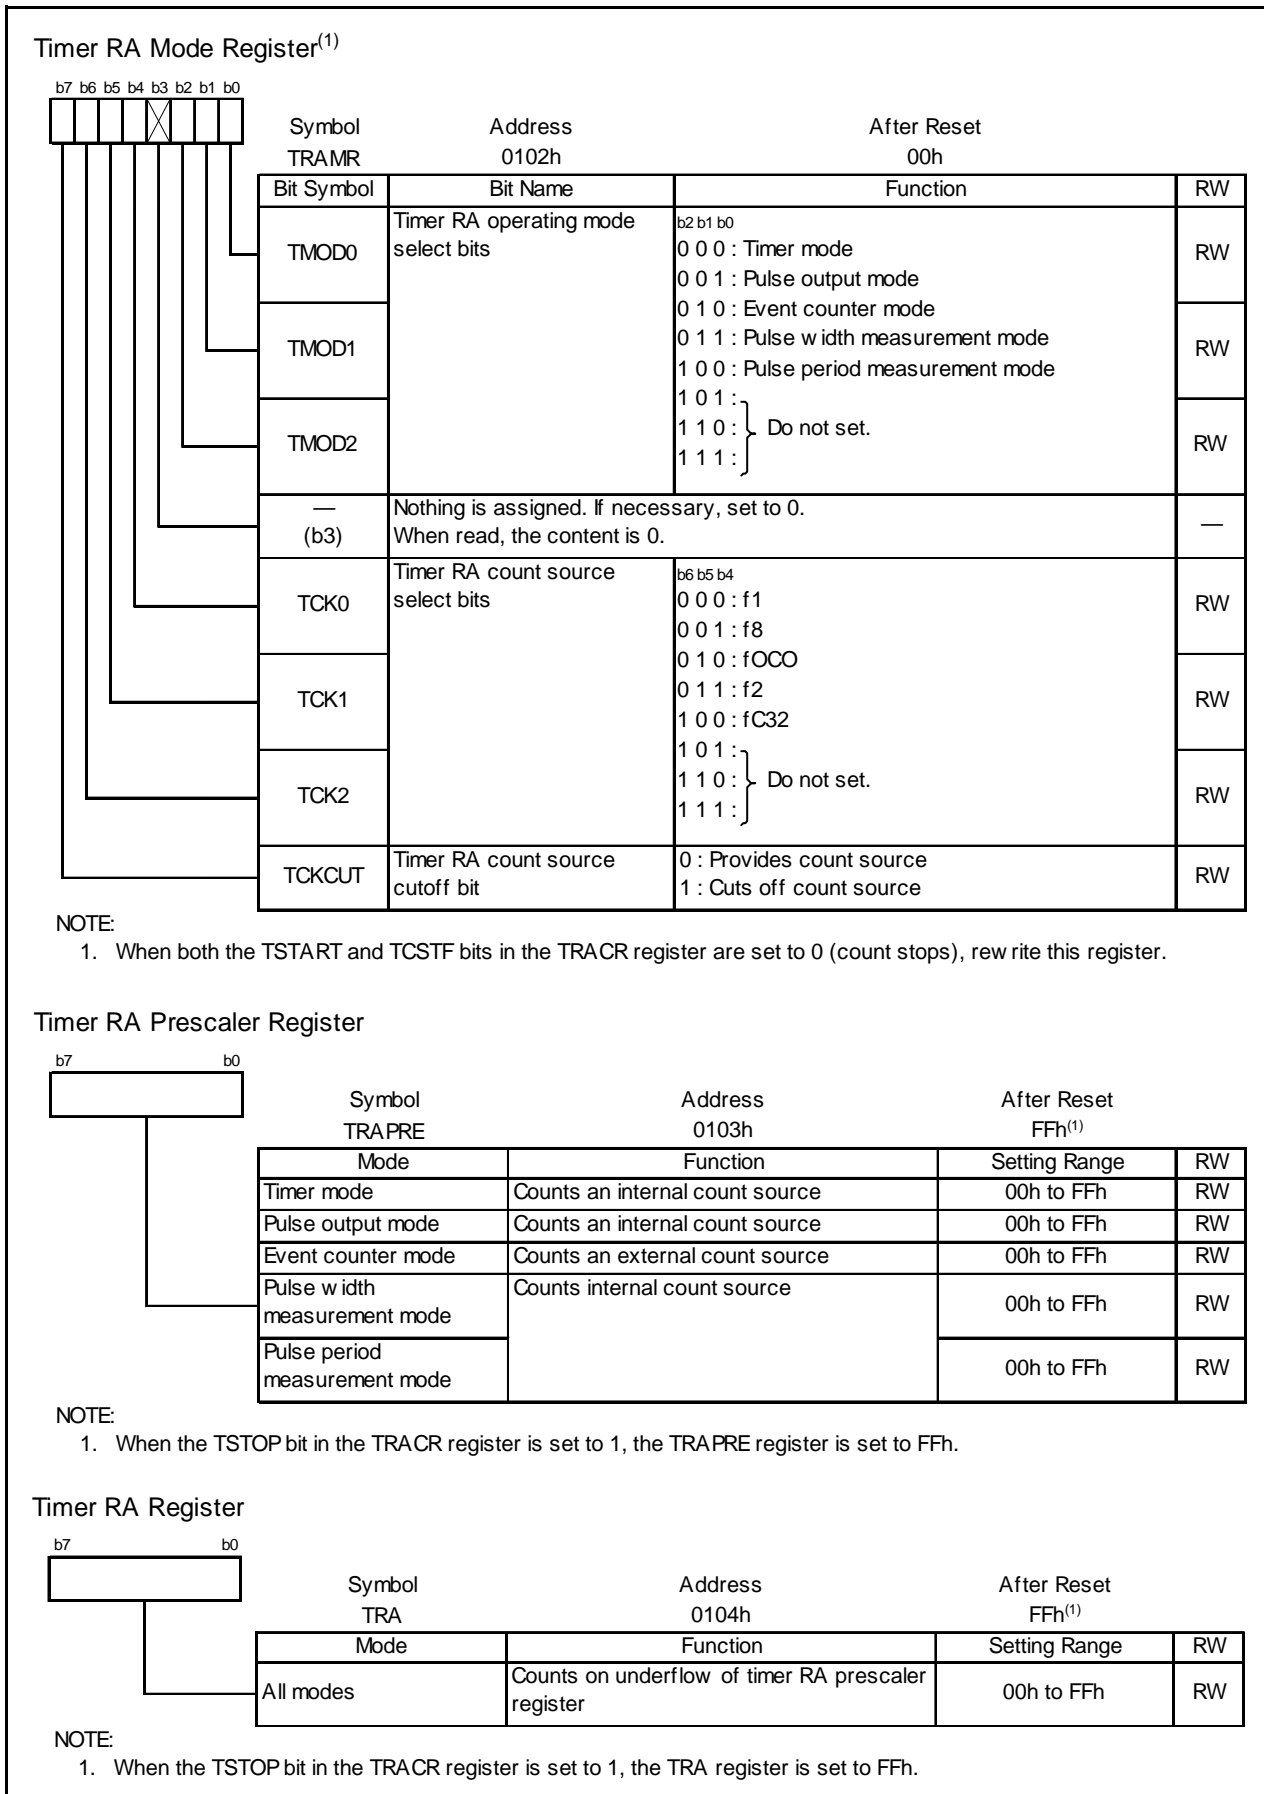 Timer RA Mode Register(1)
b7 b6 b5 b4 b3 b2 b1 b0
Symbol Address After Reset
TRAMR 0102h 00h
Bit Symbol Bit Name Function RW
TMOD0 Timer RA operating mode select bits b2 b1 b0 RW
0 0 0 : Timer mode
0 0 1 : Pulse output mode
0 1 0 : Event counter mode
TMOD1 0 1 1 : Pulse width measurement mode RW
1 0 0 : Pulse period measurement mode
1 0 1 :
TMOD2 1 1 0 : Do not set. RW
1 1 1 :
— (b3) Nothing is assigned. If necessary, set to 0. —
When read, the content is 0.
TCK0 Timer RA count source select bits b6 b5 b4 RW
0 0 0 : f1
0 0 1 : f8
0 1 0 : fOCO
TCK1 0 1 1 : f2 RW
1 0 0 : fC32
1 0 1 :
TCK2 1 1 0 : Do not set. RW
1 1 1 :
TCKCUT Timer RA count source cutoff bit 0 : Provides count source RW
1 : Cuts off count source
NOTE:
1. When both the TSTART and TCSTF bits in the TRACR register are set to 0 (count stops), rewrite this register.
Timer RA Prescaler Register
b7 b0
Symbol Address After Reset
TRAPRE 0103h FFh(1)
Mode Function Setting Range RW
Timer mode Counts an internal count source 00h to FFh RW
Pulse output mode Counts an internal count source 00h to FFh RW
Event counter mode Counts an external count source 00h to FFh RW
Pulse width measurement mode Counts internal count source 00h to FFh RW
Pulse period measurement mode 00h to FFh RW
NOTE:
1. When the TSTOP bit in the TRACR register is set to 1, the TRAPRE register is set to FFh.
Timer RA Register
b7 b0
Symbol Address After Reset
TRA 0104h FFh(1)
Mode Function Setting Range RW
All modes Counts on underflow of timer RA prescaler register 00h to FFh RW
NOTE:
1. When the TSTOP bit in the TRACR register is set to 1, the TRA register is set to FFh.